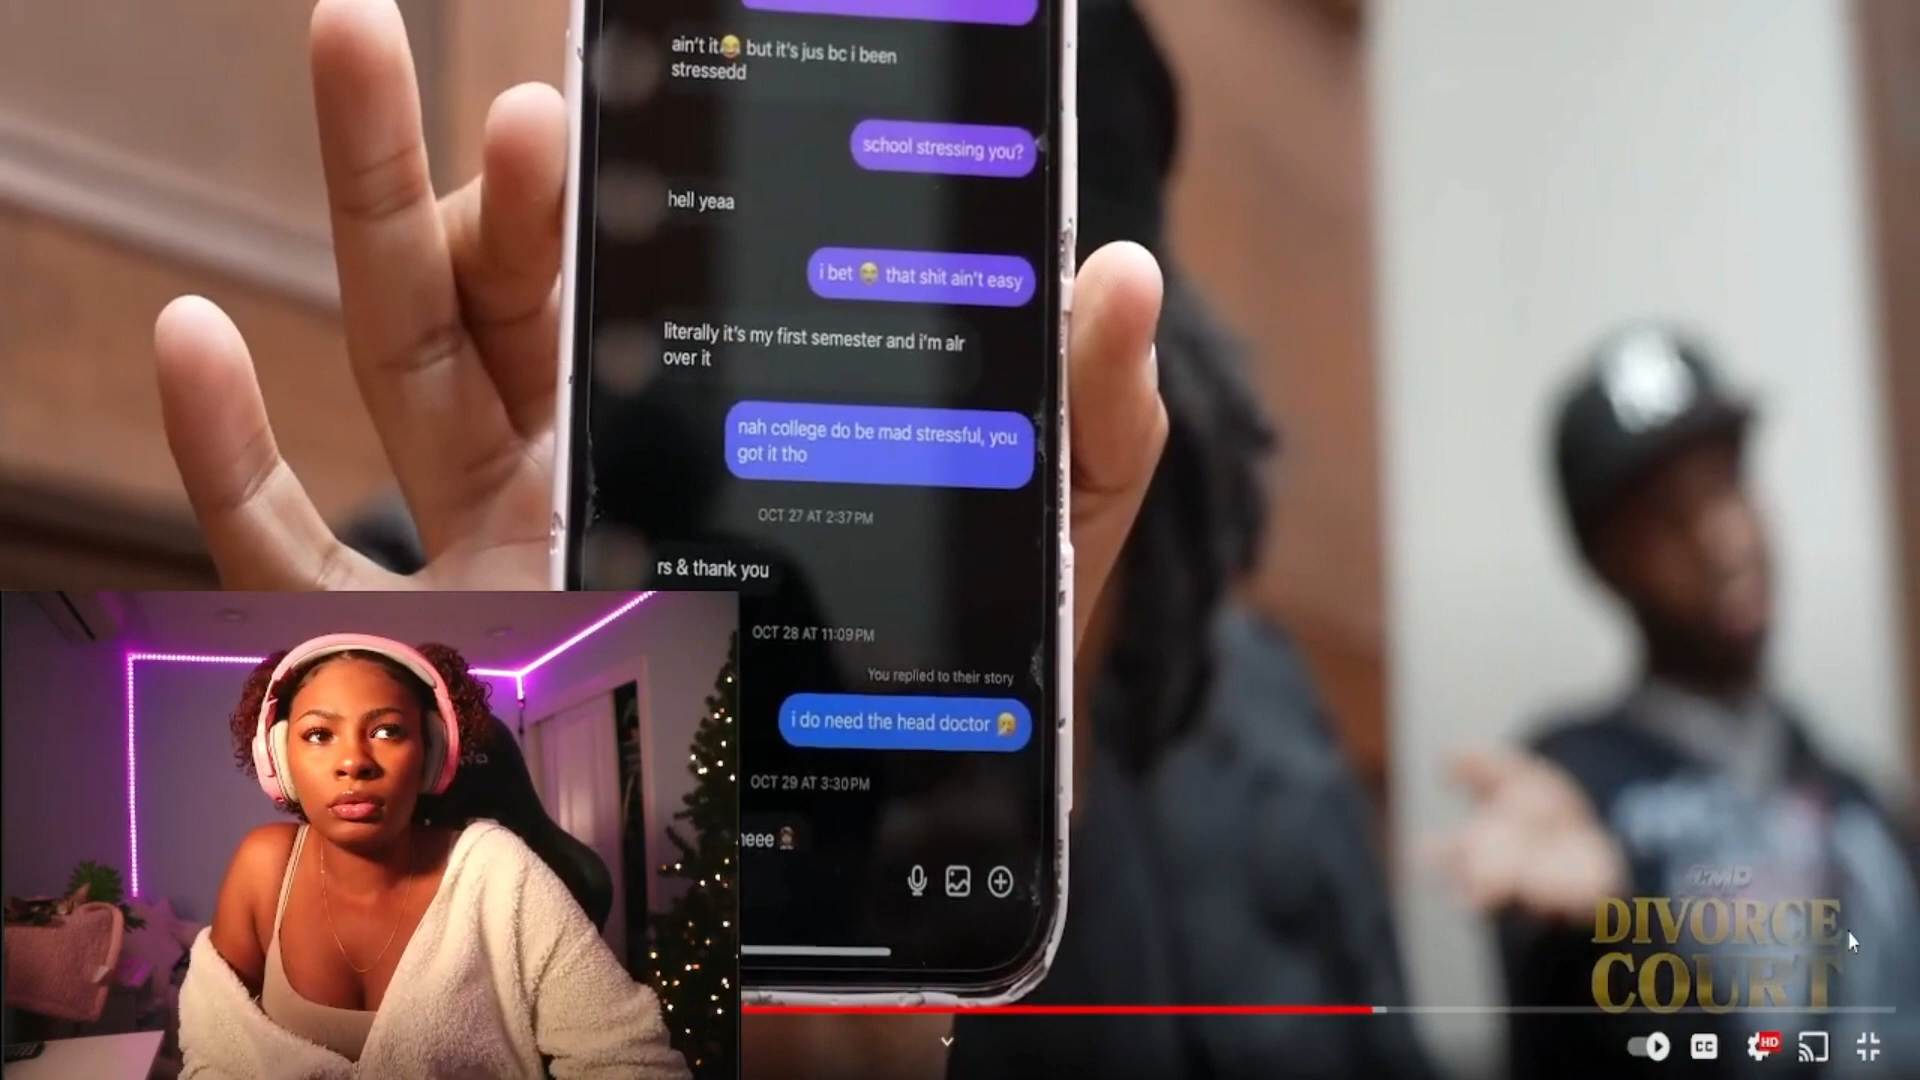 ain't it😂 but it's jus bc i been
stressedd
school stressing you?
hell yeaa
i bet 😂 that shit ain't easy
literally it's my first semester and i'm alr
over it
nah college do be mad stressful, you
got it tho
OCT 27 AT 2:37 PM
rs & thank you
OCT 28 AT 11:09 PM
You replied to their story
i do need the head doctor
OCT 29 AT 3:30 PM
DIVORCE
COURT
CC
HD